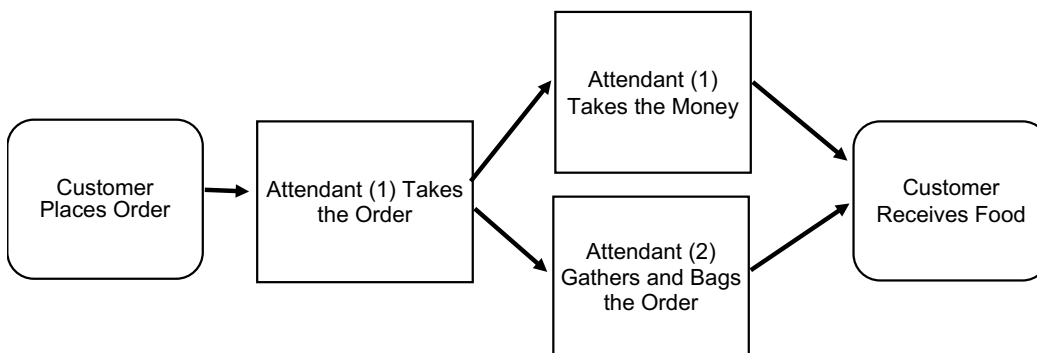 Customer
Places Order
Attendant (1) Takes
the Order
Attendant (1)
Takes the Money
Attendant (2)
Gathers and Bags
the Order
Customer
Receives Food